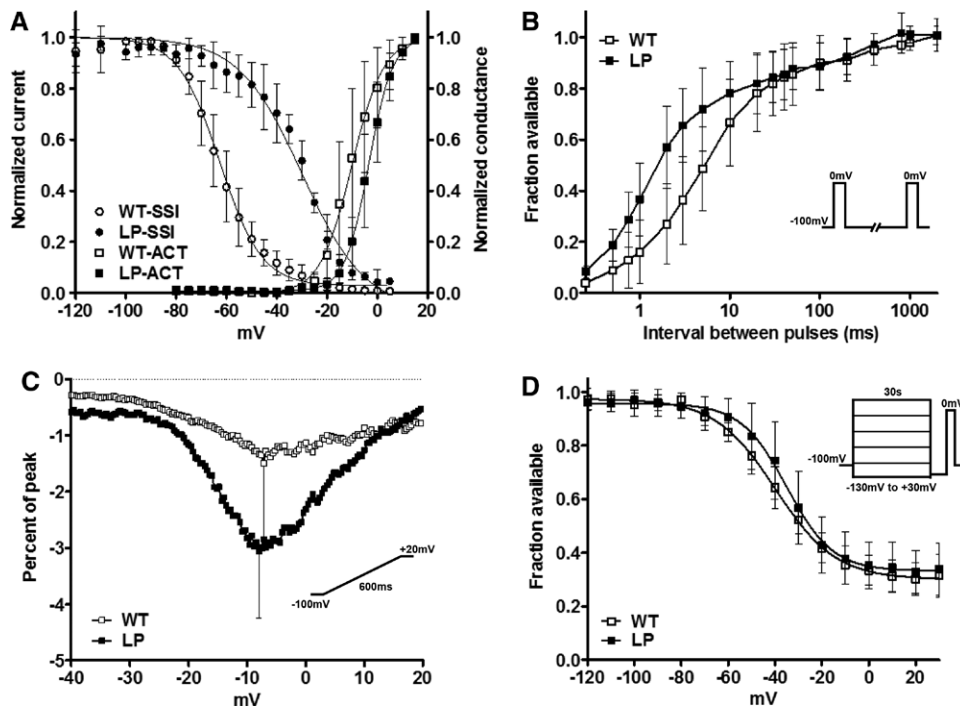 A
Normalized current
1.0
0.8
0.6
0.4
0.2
0.0
WT-SSI
LP-SSI
WT-ACT
LP-ACT
1.0
0.8
0.6
0.4
0.2
0.0
Normalized conductance
-120 -100 -80 -60 -40 -20 0 20
mV
B
Fraction available
1.0
0.8
0.6
0.4
0.2
0.0
WT
LP
0mV 0mV
-100mV
1 10 100 1000
Interval between pulses (ms)
C
Percent of peak
0
-1
-2
-3
-4
-5
WT
LP
+20mV
600ms
-100mV
-40 -30 -20 -10 0 10 20
mV
D
Fraction available
1.0
0.8
0.6
0.4
0.2
0.0
WT
LP
30s
0mV
-100mV
-130mV to +30mV
-120 -100 -80 -60 -40 -20 0 20
mV